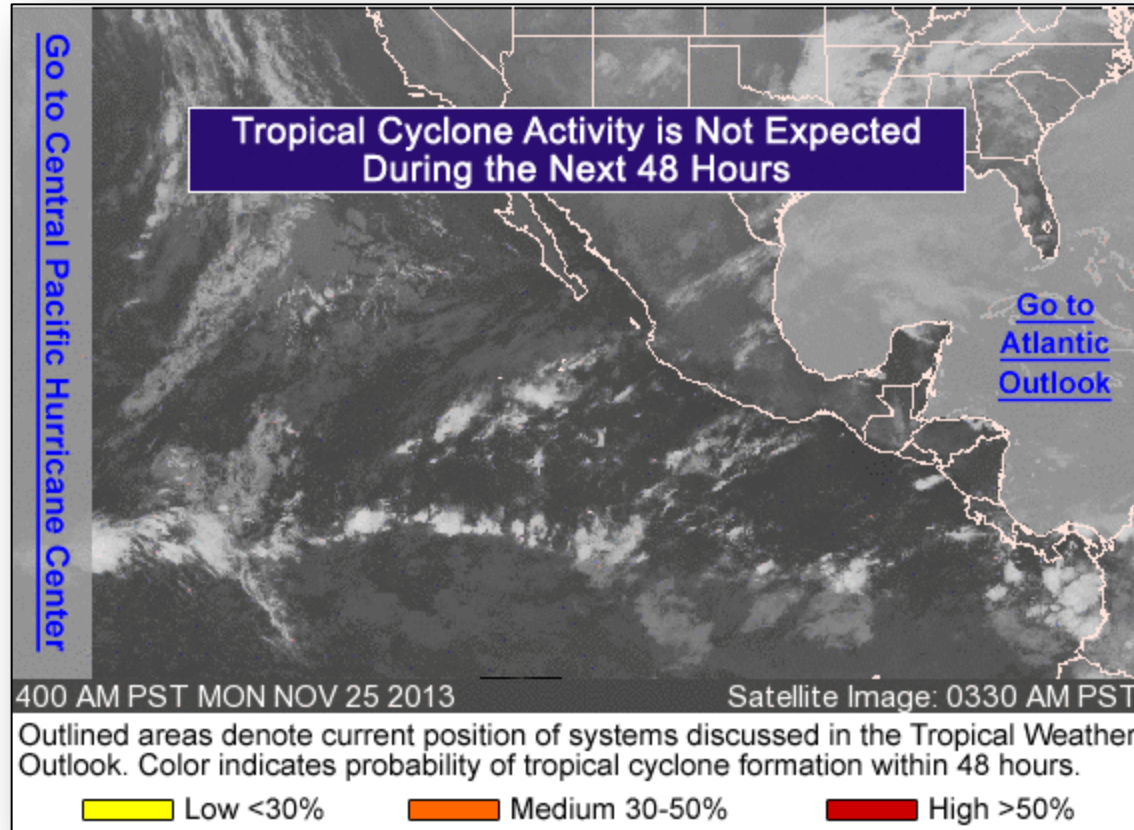 Go to Central Pacific Hurricane Center
Tropical Cyclone Activity is Not Expected
During the Next 48 Hours
Go to
Atlantic
Outlook
400 AM PST MON NOV 25 2013
Satellite Image: 0330 AM PST
Outlined areas denote current position of systems discussed in the Tropical Weather
Outlook. Color indicates probability of tropical cyclone formation within 48 hours.
Low <30%
Medium 30-50%
High >50%